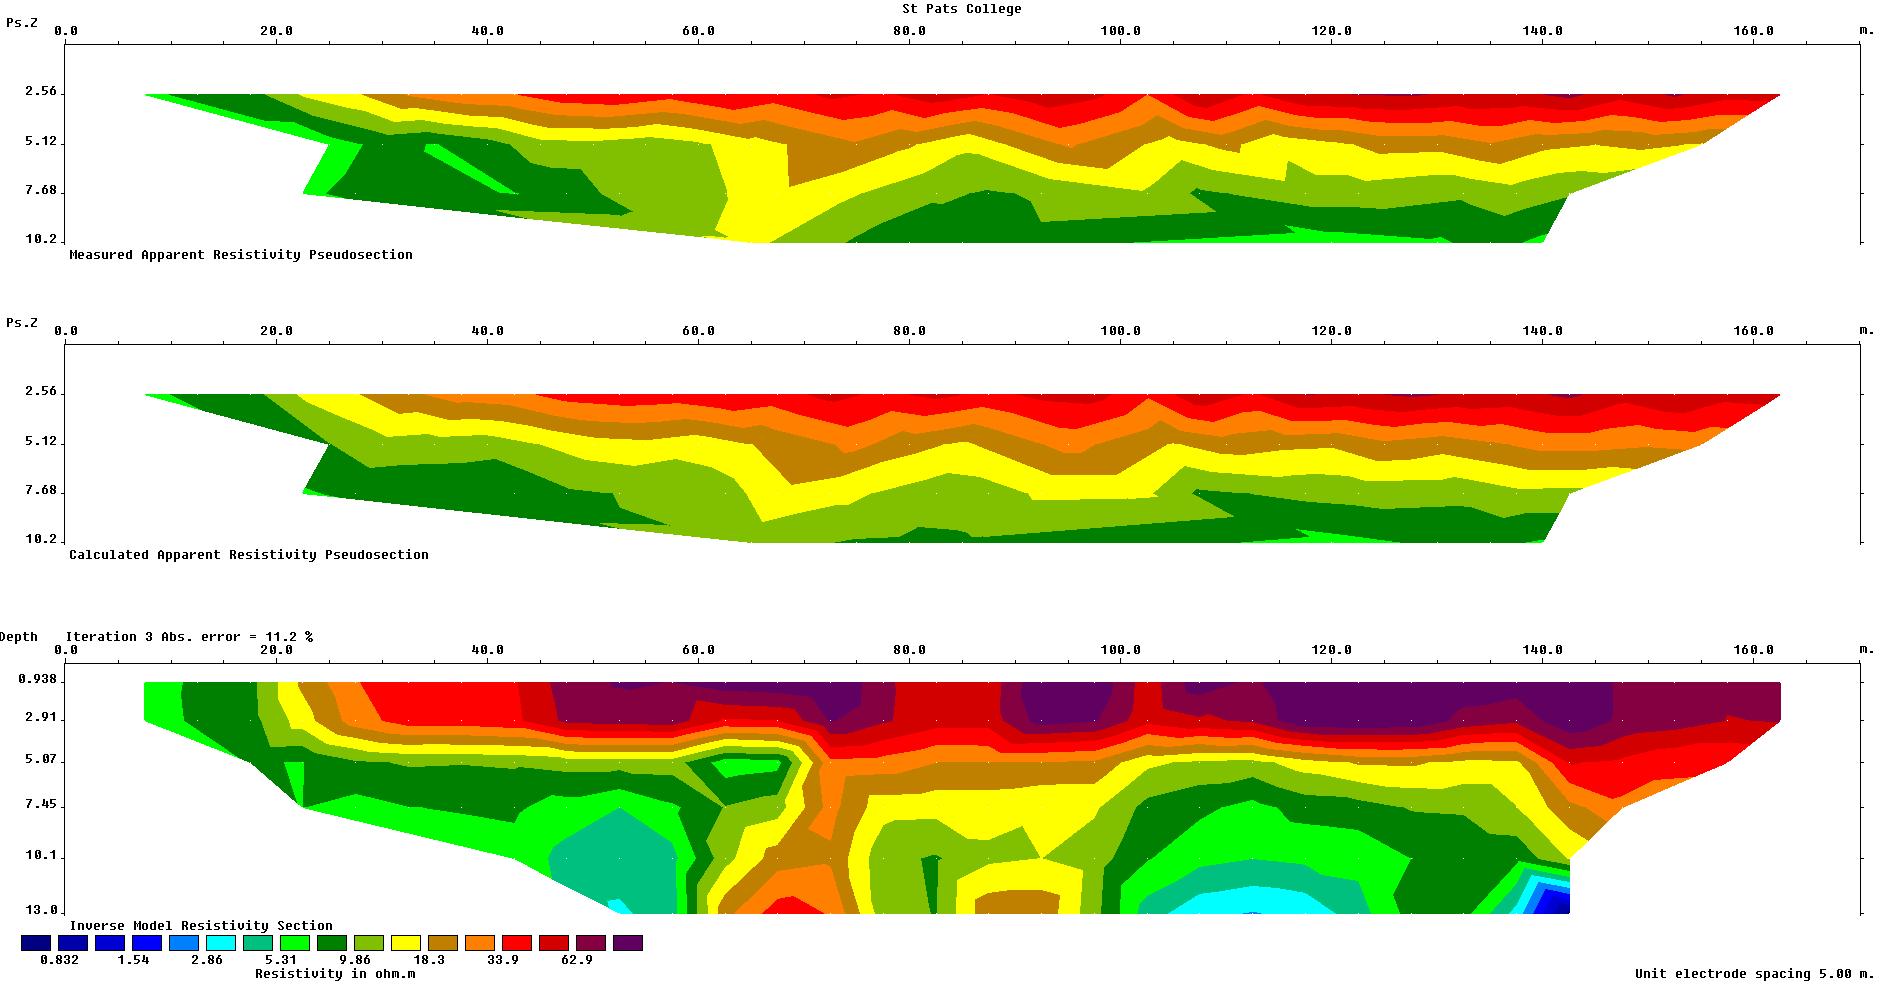 St Pats College
Ps.Z 0.0 20.0 40.0 60.0 80.0 100.0 120.0 140.0 160.0 m.
2.56
5.12
7.68
10.2
Measured Apparent Resistivity Pseudosection
Ps.Z 0.0 20.0 40.0 60.0 80.0 100.0 120.0 140.0 160.0 m.
2.56
5.12
7.68
10.2
Calculated Apparent Resistivity Pseudosection
Depth Iteration 3 Abs. error = 11.2 %
0.0 20.0 40.0 60.0 80.0 100.0 120.0 140.0 160.0 m.
0.938
2.91
5.07
7.45
10.1
13.0
Inverse Model Resistivity Section
0.832 1.54 2.86 5.31 9.86 18.3 33.9 62.9
Resistivity in ohm.m
Unit electrode spacing 5.00 m.